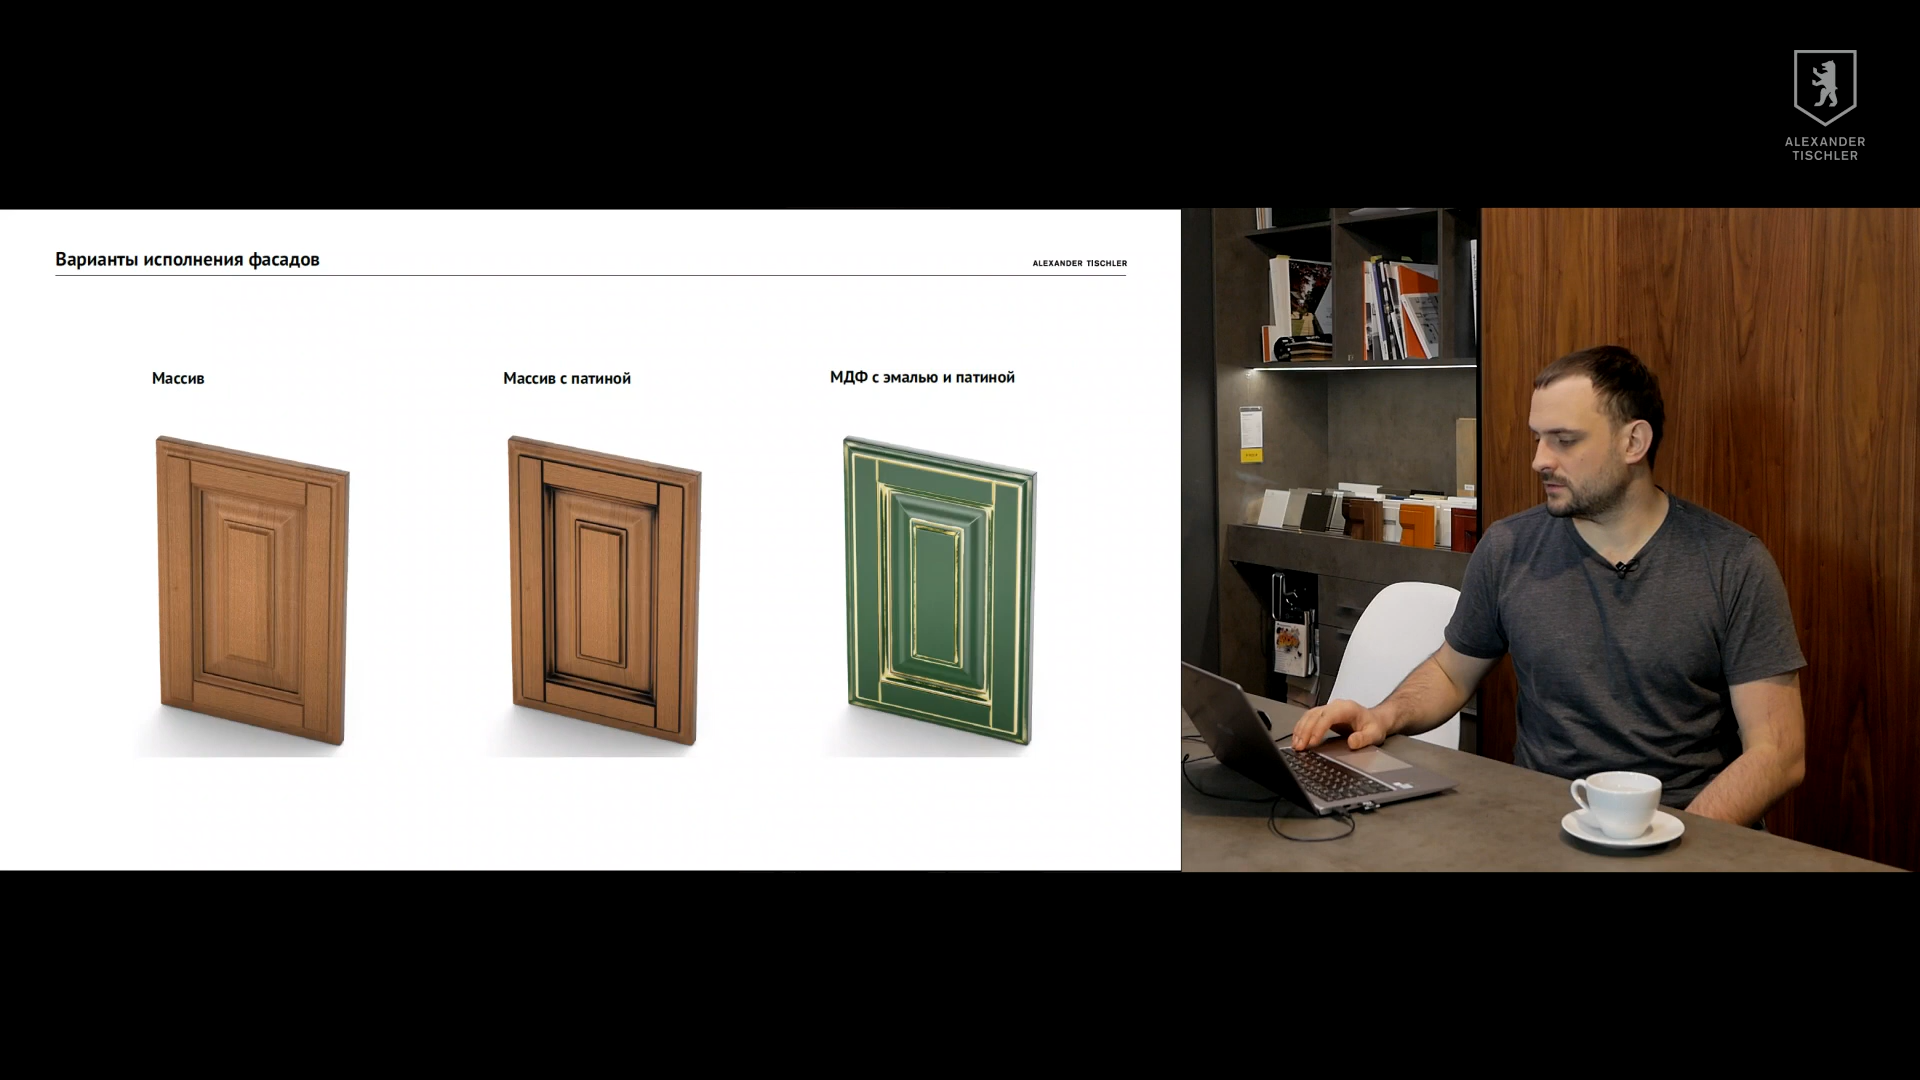 ALEXANDER
TISCHLER
Варианты исполнения фасадов
ALEXANDER TISCHLER
Массив
Массив с патиной
МДФ с эмалью и патиной